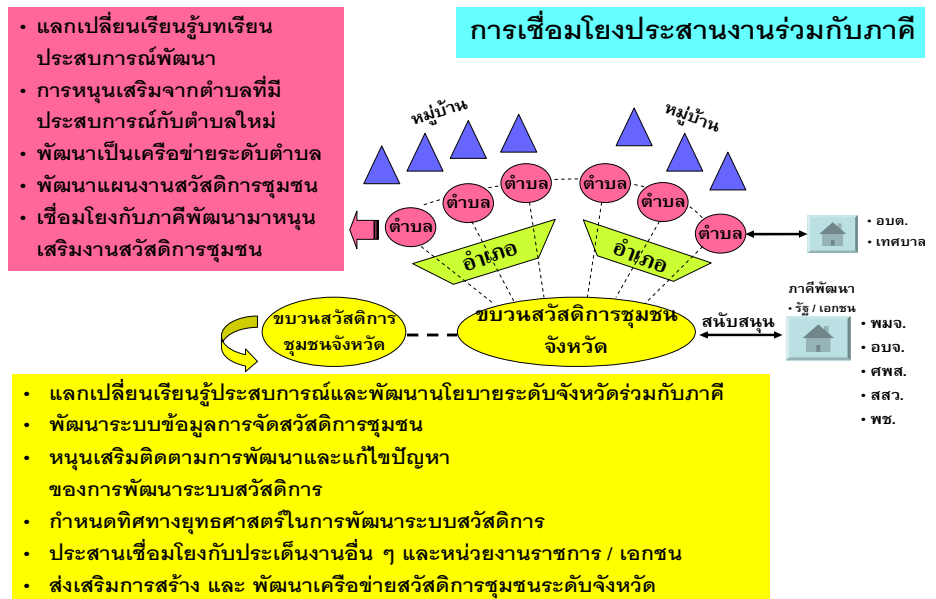 • แลกเปลี่ยนเรียนรู้บทเรียน
ประสบการณ์พัฒนา
• การหนุนเสริมจากตำบลที่มี
ประสบการณ์กับตำบลใหม่
• พัฒนาเป็นเครือข่ายระดับตำบล
• พัฒนาแผนงานสวัสดิการชุมชน
• เชื่อมโยงกับภาคีพัฒนามาหนุน
เสริมงานสวัสดิการชุมชน
การเชื่อมโยงประสานงานร่วมกับภาคี
หมู่บ้าน
หมู่บ้าน
ตำบล
ตำบล
ตำบล
ตำบล
ตำบล
ตำบล
อำเภอ
อำเภอ
• อบต.
• เทศบาล
ขบวนสวัสดิการ
ชุมชนจังหวัด
ขบวนสวัสดิการชุมชน
จังหวัด
สนับสนุน
ภาคีพัฒนา
• รัฐ / เอกชน
• พมจ.
• อบจ.
• ศพส.
• สสว.
• พช.
• แลกเปลี่ยนเรียนรู้ประสบการณ์และพัฒนานโยบายระดับจังหวัดร่วมกับภาคี
• พัฒนาระบบข้อมูลการจัดสวัสดิการชุมชน
• หนุนเสริมติดตามการพัฒนาและแก้ไขปัญหา
ของการพัฒนาระบบสวัสดิการ
• กำหนดทิศทางยุทธศาสตร์ในการพัฒนาระบบสวัสดิการ
• ประสานเชื่อมโยงกับประเด็นงานอื่น ๆ และหน่วยงานราชการ / เอกชน
• ส่งเสริมการสร้าง และ พัฒนาเครือข่ายสวัสดิการชุมชนระดับจังหวัด